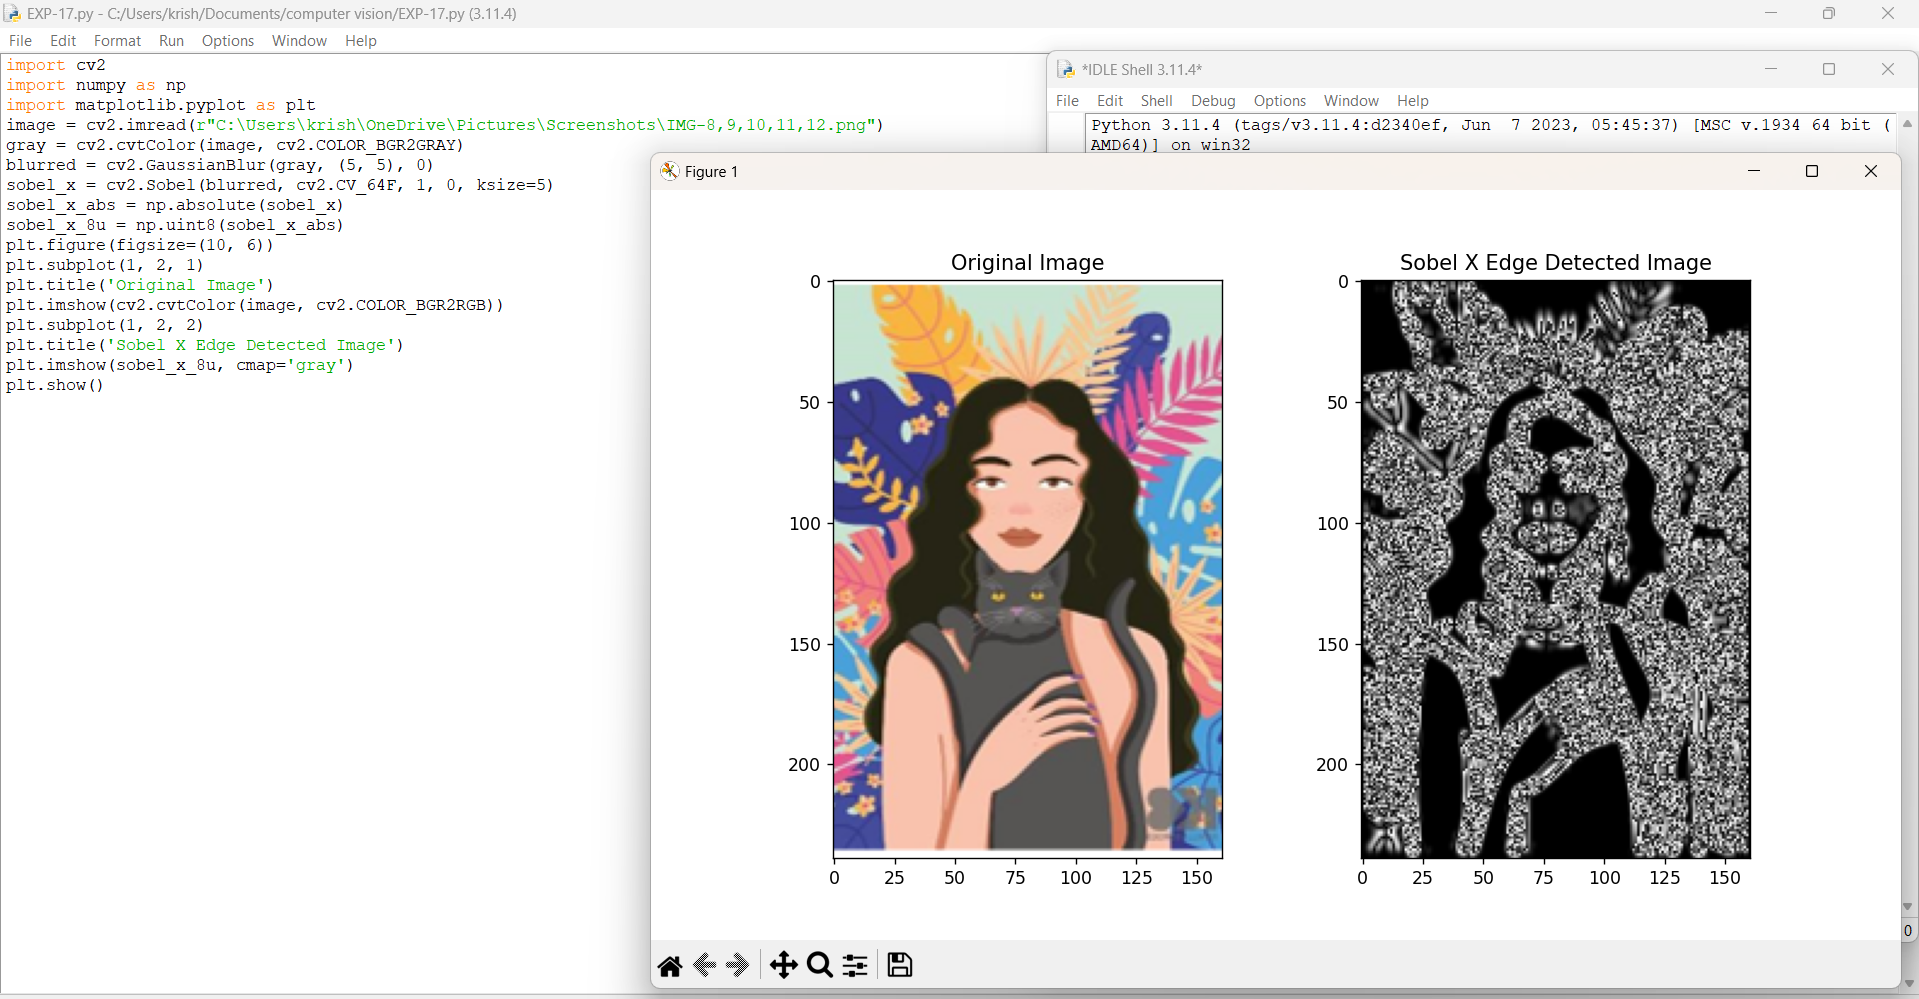 EXP-17.py - C:/Users/krish/Documents/computer vision/EXP-17.py (3.11.4)
File Edit Format Run Options Window Help
import cv2
import numpy as np
import matplotlib.pyplot as plt
image = cv2.imread(r"C:\Users\krish\OneDrive\Pictures\Screenshots\IMG-8,9,10,11,12.png")
gray = cv2.cvtColor(image, cv2.COLOR_BGR2GRAY)
blurred = cv2.GaussianBlur(gray, (5, 5), 0)
sobel_x = cv2.Sobel(blurred, cv2.CV_64F, 1, 0, ksize=5)
sobel_x_abs = np.absolute(sobel_x)
sobel_x_8u = np.uint8(sobel_x_abs)
plt.figure(figsize=(10, 6))
plt.subplot(1, 2, 1)
plt.title('Original Image')
plt.imshow(cv2.cvtColor(image, cv2.COLOR_BGR2RGB))
plt.subplot(1, 2, 2)
plt.title('Sobel X Edge Detected Image')
plt.imshow(sobel_x_8u, cmap='gray')
plt.show()
*IDLE Shell 3.11.4*
File Edit Shell Debug Options Window Help
Python 3.11.4 (tags/v3.11.4:d2340ef, Jun  7 2023, 05:45:37) [MSC v.1934 64 bit (
AMD64)] on win32
Figure 1
Original Image
0
50
100
150
200
0 25 50 75 100 125 150
Sobel X Edge Detected Image
0
50
100
150
200
0 25 50 75 100 125 150
0